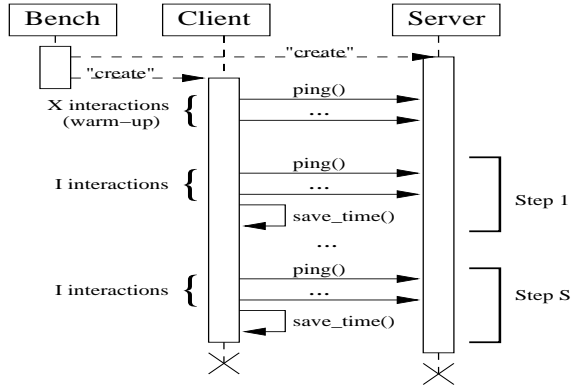 Bench Client Server
"create"
"create"
X interactions
(warm−up)
{
ping()
...
I interactions
{
ping()
...
save_time()
Step 1
...
I interactions
{
ping()
...
save_time()
Step S